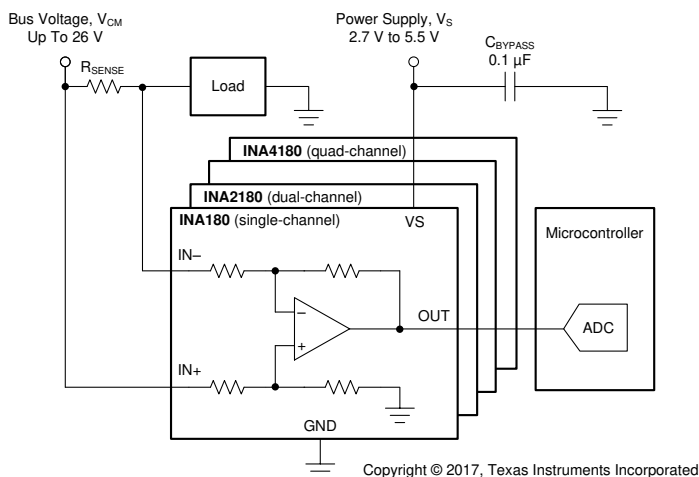 Bus Voltage, VCM
Up To 26 V
RSENSE
Load
Power Supply, VS
2.7 V to 5.5 V
CBYPASS
0.1 µF
INA4180 (quad-channel)
INA2180 (dual-channel)
INA180 (single-channel)
VS
Microcontroller
IN–
–
OUT
ADC
+
IN+
GND
Copyright © 2017, Texas Instruments Incorporated